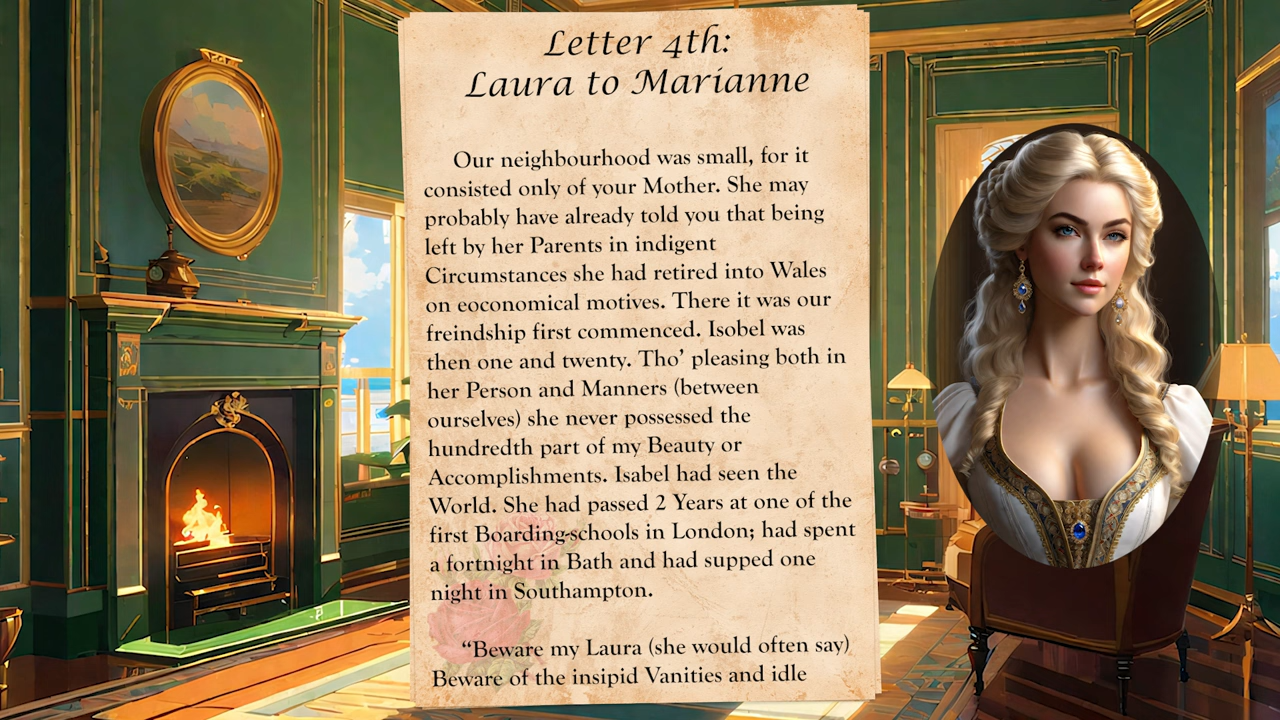 Letter 4th:
Laura to Marianne
Our neighbourhood was small, for it
consisted only of your Mother. She may
probably have already told you that being
left by her Parents in indigent
Circumstances she had retired into Wales
on eoconomical motives. There it was our
freindship first commenced. Isobel was
then one and twenty. Tho’ pleasing both in
her Person and Manners (between
ourselves) she never possessed the
hundredth part of my Beauty or
Accomplishments. Isabel had seen the
World. She had passed 2 Years at one of the
first Boarding-schools in London; had spent
a fortnight in Bath and had supped one
night in Southampton.
“Beware my Laura (she would often say)
Beware of the insipid Vanities and idle